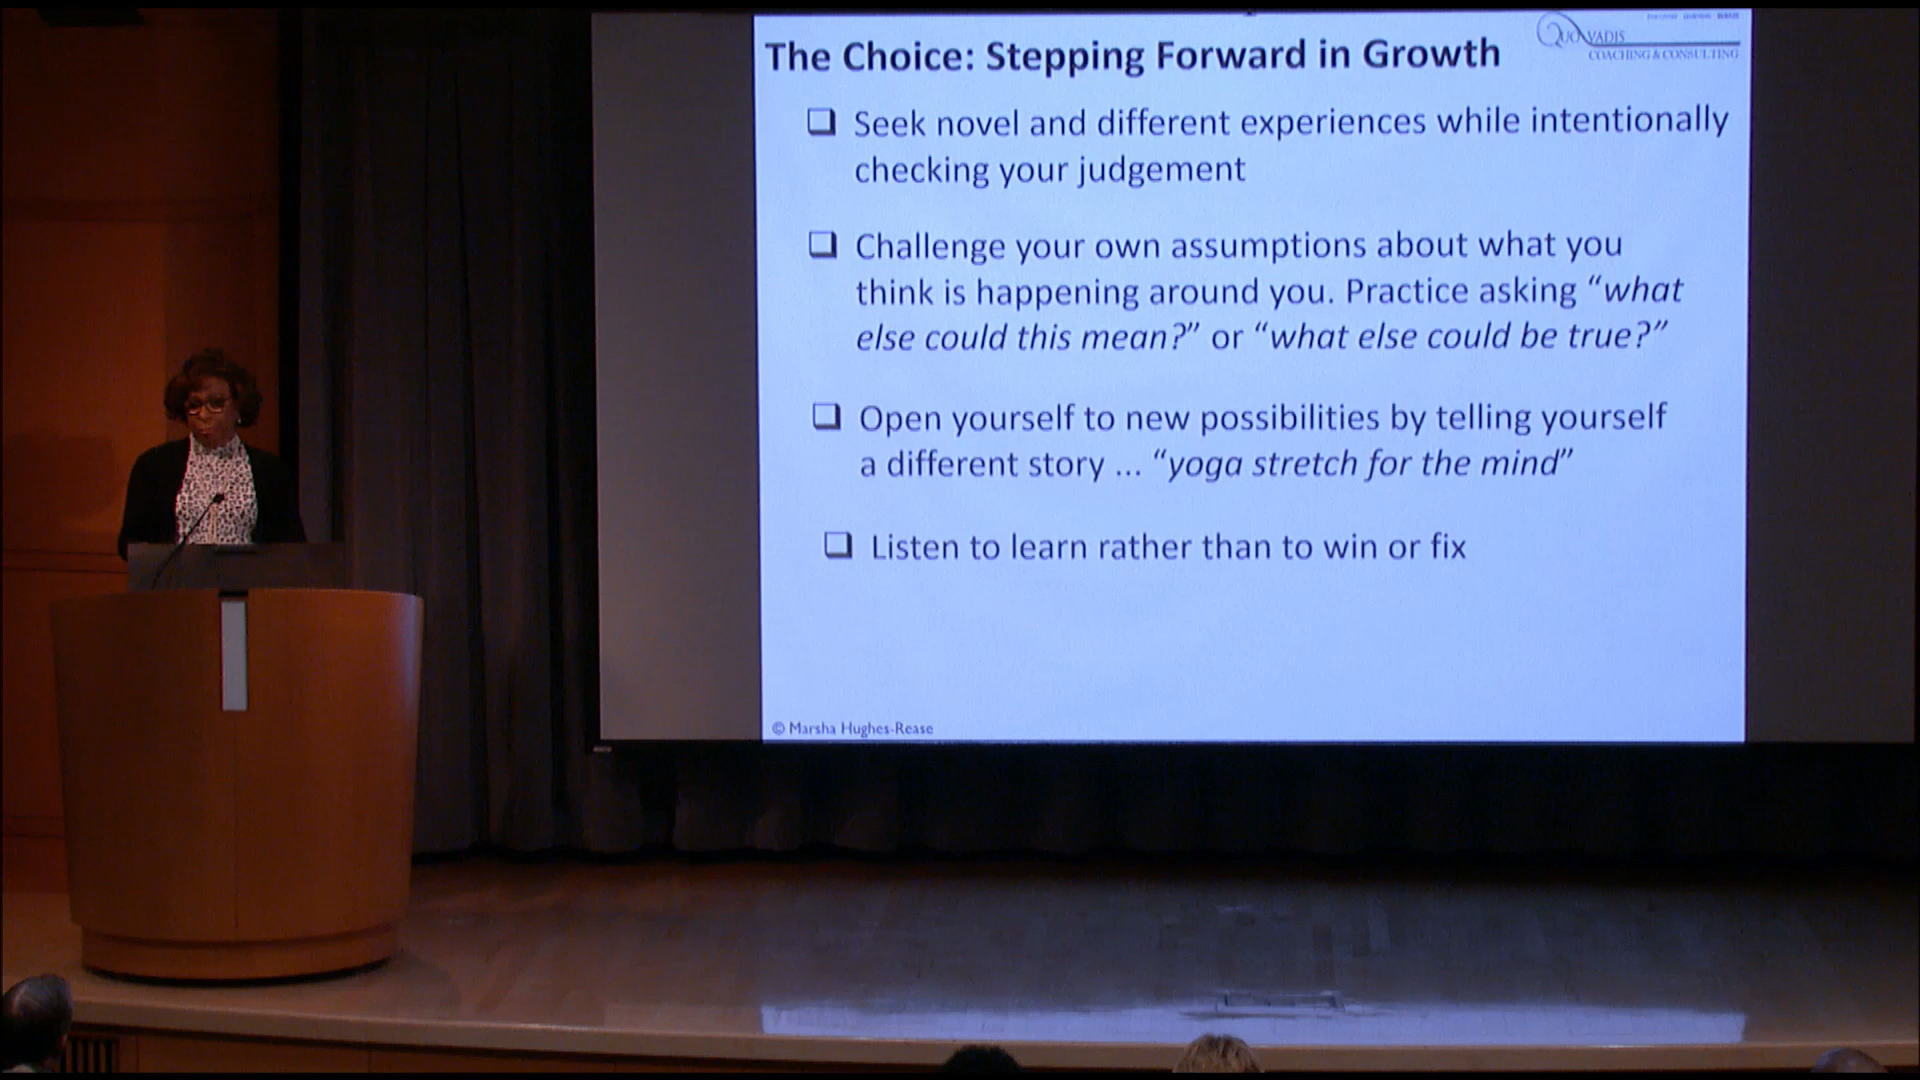 The Choice: Stepping Forward in Growth
QUO VADIS
COACHING & CONSULTING
❑ Seek novel and different experiences while intentionally
checking your judgement
❑ Challenge your own assumptions about what you
think is happening around you. Practice asking “what
else could this mean?” or “what else could be true?”
❑ Open yourself to new possibilities by telling yourself
a different story ... “yoga stretch for the mind”
❑ Listen to learn rather than to win or fix
© Marsha Hughes-Rease